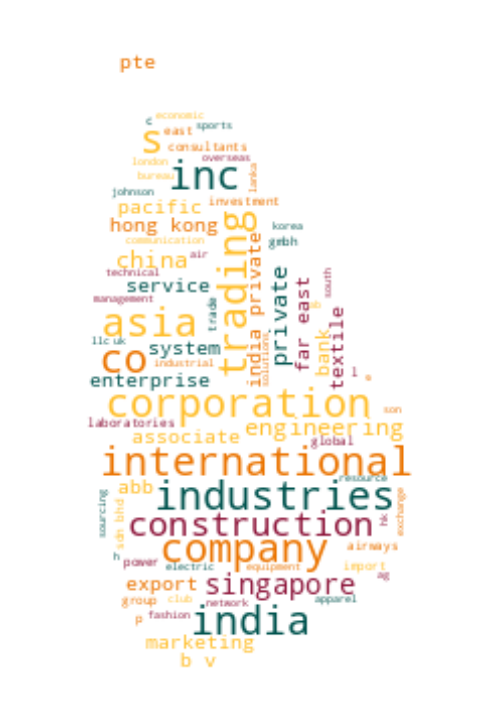 pte
economic
c
sports
east
s
consultants
london
overseas
inc
bureau
lanka
johnson
investment
pacific
hong kong
korea
trading
communication
gmbh
india private
air
china
technical
private
south
service
management
far east
trade
b
asia
textile
bank
llc uk
system
solutions
co
industrial
l
enterprise
e
corporation
son
laboratories
engineering
associate
global
international
resource
abb
industries
sourcing
exchange
sdn bhd
construction
hk
company
airways
h
power
electric
equipment
import
ag
export
singapore
group
club
network
apparel
p
fashion
india
marketing
b v